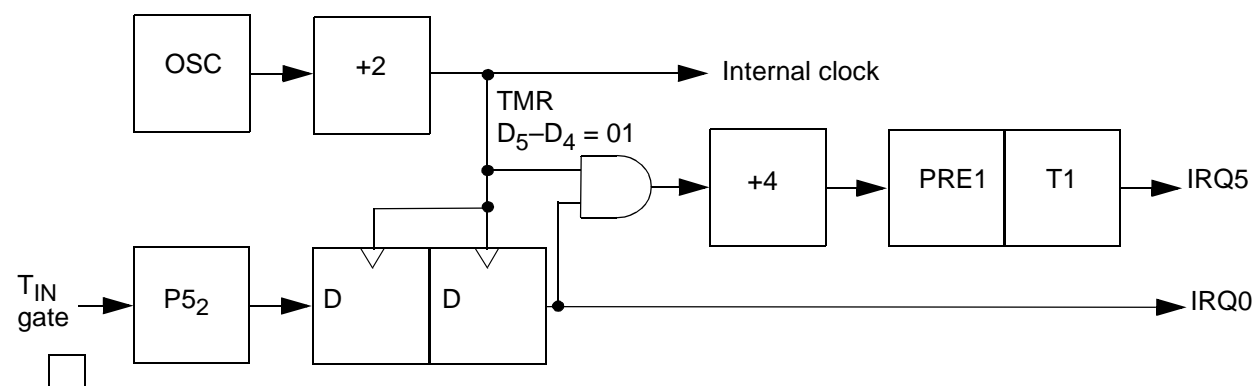 OSC
+2
Internal clock
TMR
D5–D4 = 01
+4
PRE1
T1
IRQ5
TIN
gate
P52
D
D
IRQ0